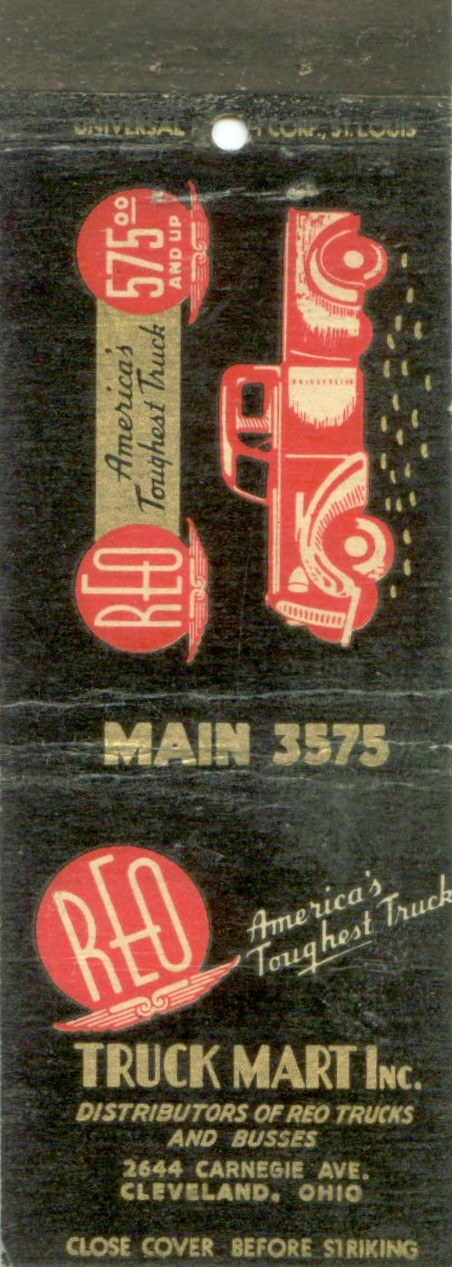 UNIVERSAL CORP., ST. LOUIS
575.00
AND UP
America's
Toughest Truck
REO
MAIN 3575
REO
America's
Toughest Truck
TRUCK MART INC.
DISTRIBUTORS OF REO TRUCKS
AND BUSSES
2644 CARNEGIE AVE.
CLEVELAND, OHIO
CLOSE COVER BEFORE STRIKING